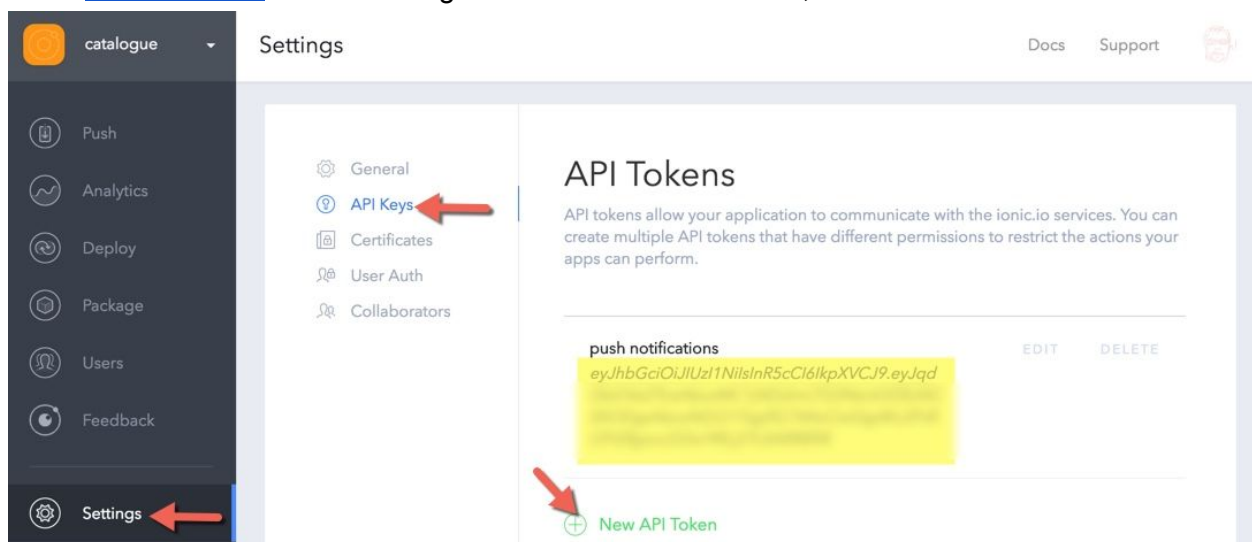 catalogue
Settings
Docs
Support
Push
Analytics
Deploy
Package
Users
Feedback
Settings
General
API Keys
Certificates
User Auth
Collaborators
API Tokens
API tokens allow your application to communicate with the ionic.io services. You can
create multiple API tokens that have different permissions to restrict the actions your
apps can perform.
push notifications
EDIT
DELETE
eyJhbGciOiJIUzI1NiIsInR5cCI6IkpXVCJ9.eyJqd
New API Token